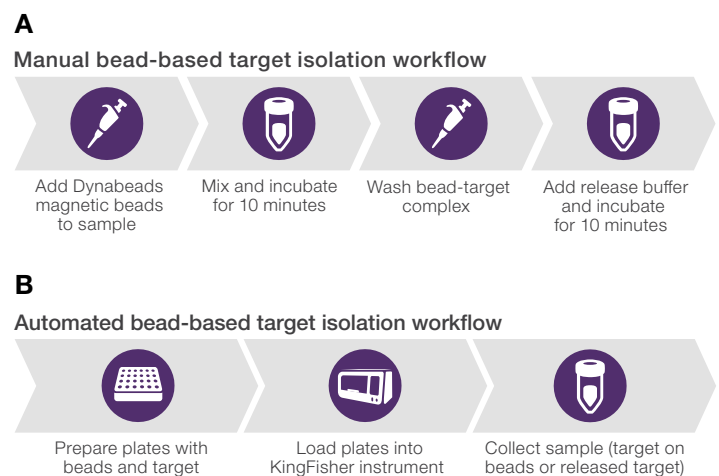 A
Manual bead-based target isolation workflow
Add Dynabeads
magnetic beads
to sample
Mix and incubate
for 10 minutes
Wash bead-target
complex
Add release buffer
and incubate
for 10 minutes
B
Automated bead-based target isolation workflow
Prepare plates with
beads and target
Load plates into
KingFisher instrument
Collect sample (target on
beads or released target)